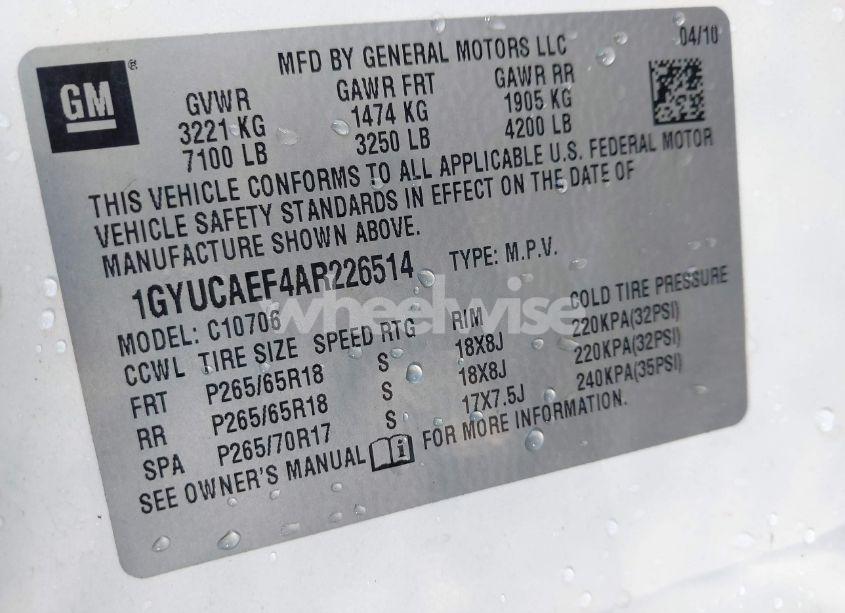 GM ®
MFD BY GENERAL MOTORS LLC 04/10
GVWR GAWR FRT GAWR RR
3221 KG 1474 KG 1905 KG
7100 LB 3250 LB 4200 LB
THIS VEHICLE CONFORMS TO ALL APPLICABLE U.S. FEDERAL MOTOR
VEHICLE SAFETY STANDARDS IN EFFECT ON THE DATE OF
MANUFACTURE SHOWN ABOVE.
1GYUCAEF4AR226514 TYPE: M.P.V.
MODEL: C10706
wheelwise
CCWL TIRE SIZE SPEED RTG RIM COLD TIRE PRESSURE
FRT P265/65R18 S 18X8J 220KPA(32PSI)
RR P265/65R18 S 18X8J 220KPA(32PSI)
SPA P265/70R17 S 17X7.5J 240KPA(35PSI)
SEE OWNER'S MANUAL i FOR MORE INFORMATION.